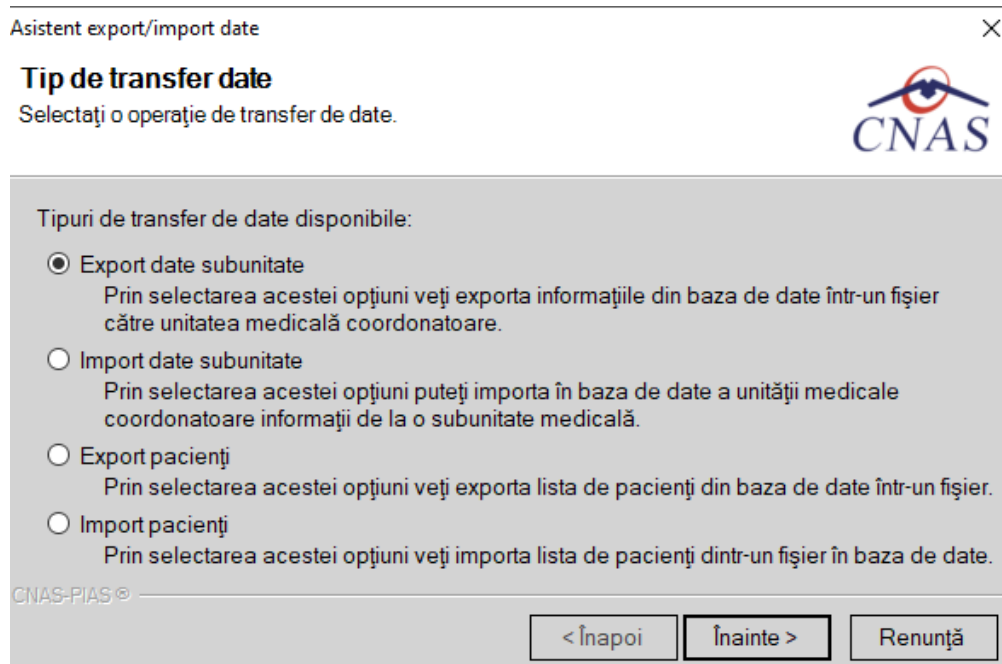 Asistent export/import date
Tip de transfer date
Selectaţi o operaţie de transfer de date.
CNAS
Tipuri de transfer de date disponibile:
Export date subunitate
Prin selectarea acestei opţiuni veţi exporta informaţiile din baza de date într-un fişier
către unitatea medicală coordonatoare.
Import date subunitate
Prin selectarea acestei opţiuni puteţi importa în baza de date a unităţii medicale
coordonatoare informaţii de la o subunitate medicală.
Export pacienţi
Prin selectarea acestei opţiuni veţi exporta lista de pacienţi din baza de date într-un fişier.
Import pacienţi
Prin selectarea acestei opţiuni veţi importa lista de pacienţi dintr-un fişier în baza de date.
CNAS-PIAS ®
< Înapoi Înainte > Renunţă